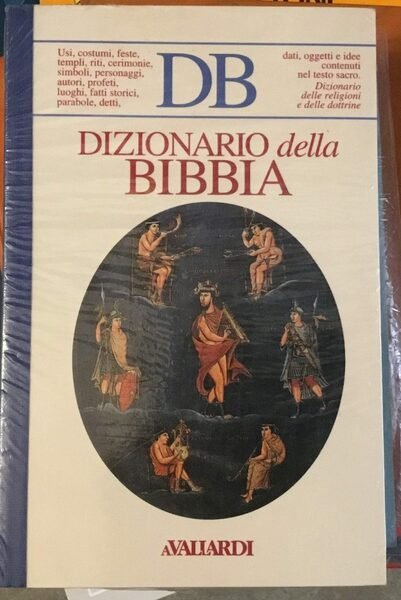 Usi, costumi, feste,
templi, riti, cerimonie,
simboli, personaggi,
autori, profeti,
luoghi, fatti storici,
parabole, detti,
DB
dati, oggetti e idee
contenuti
nel testo sacro.
Dizionario
delle religioni
e delle dottrine
DIZIONARIO della
BIBBIA
AVALLARDI